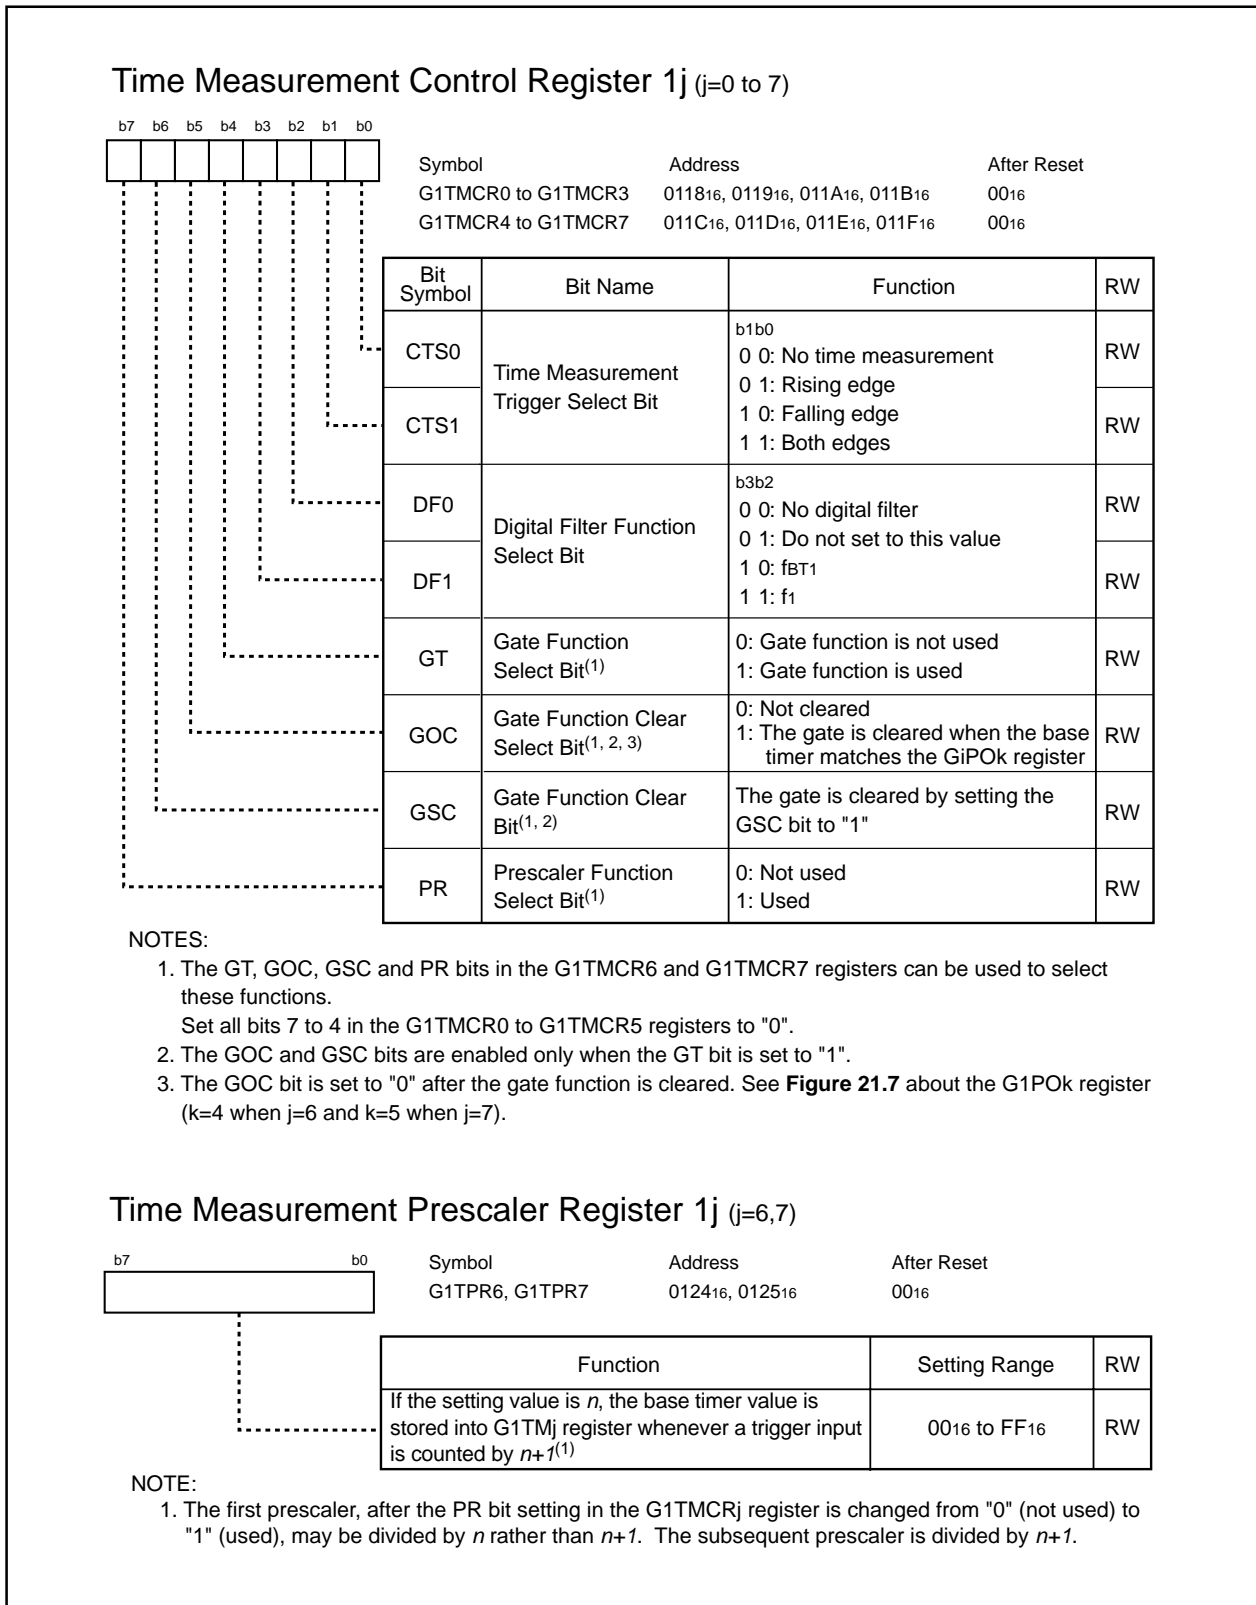 Time Measurement Control Register 1j (j=0 to 7)
b7 b6 b5 b4 b3 b2 b1 b0
Symbol Address After Reset
G1TMCR0 to G1TMCR3 011816, 011916, 011A16, 011B16 0016
G1TMCR4 to G1TMCR7 011C16, 011D16, 011E16, 011F16 0016
Bit Symbol Bit Name Function RW
CTS0 Time Measurement Trigger Select Bit b1b0 RW
0 0: No time measurement
0 1: Rising edge
CTS1 1 0: Falling edge RW
1 1: Both edges
DF0 Digital Filter Function Select Bit b3b2 RW
0 0: No digital filter
0 1: Do not set to this value
DF1 1 0: fBT1 RW
1 1: f1
GT Gate Function Select Bit(1) 0: Gate function is not used RW
1: Gate function is used
GOC Gate Function Clear Select Bit(1, 2, 3) 0: Not cleared RW
1: The gate is cleared when the base
timer matches the GiPOk register
GSC Gate Function Clear Bit(1, 2) The gate is cleared by setting the RW
GSC bit to "1"
PR Prescaler Function Select Bit(1) 0: Not used RW
1: Used
NOTES:
1. The GT, GOC, GSC and PR bits in the G1TMCR6 and G1TMCR7 registers can be used to select
these functions.
Set all bits 7 to 4 in the G1TMCR0 to G1TMCR5 registers to "0".
2. The GOC and GSC bits are enabled only when the GT bit is set to "1".
3. The GOC bit is set to "0" after the gate function is cleared. See Figure 21.7 about the G1POk register
(k=4 when j=6 and k=5 when j=7).
Time Measurement Prescaler Register 1j (j=6,7)
b7 b0
Symbol Address After Reset
G1TPR6, G1TPR7 012416, 012516 0016
Function Setting Range RW
If the setting value is n, the base timer value is
stored into G1TMj register whenever a trigger input 0016 to FF16 RW
is counted by n+1(1)
NOTE:
1. The first prescaler, after the PR bit setting in the G1TMCRj register is changed from "0" (not used) to
"1" (used), may be divided by n rather than n+1. The subsequent prescaler is divided by n+1.